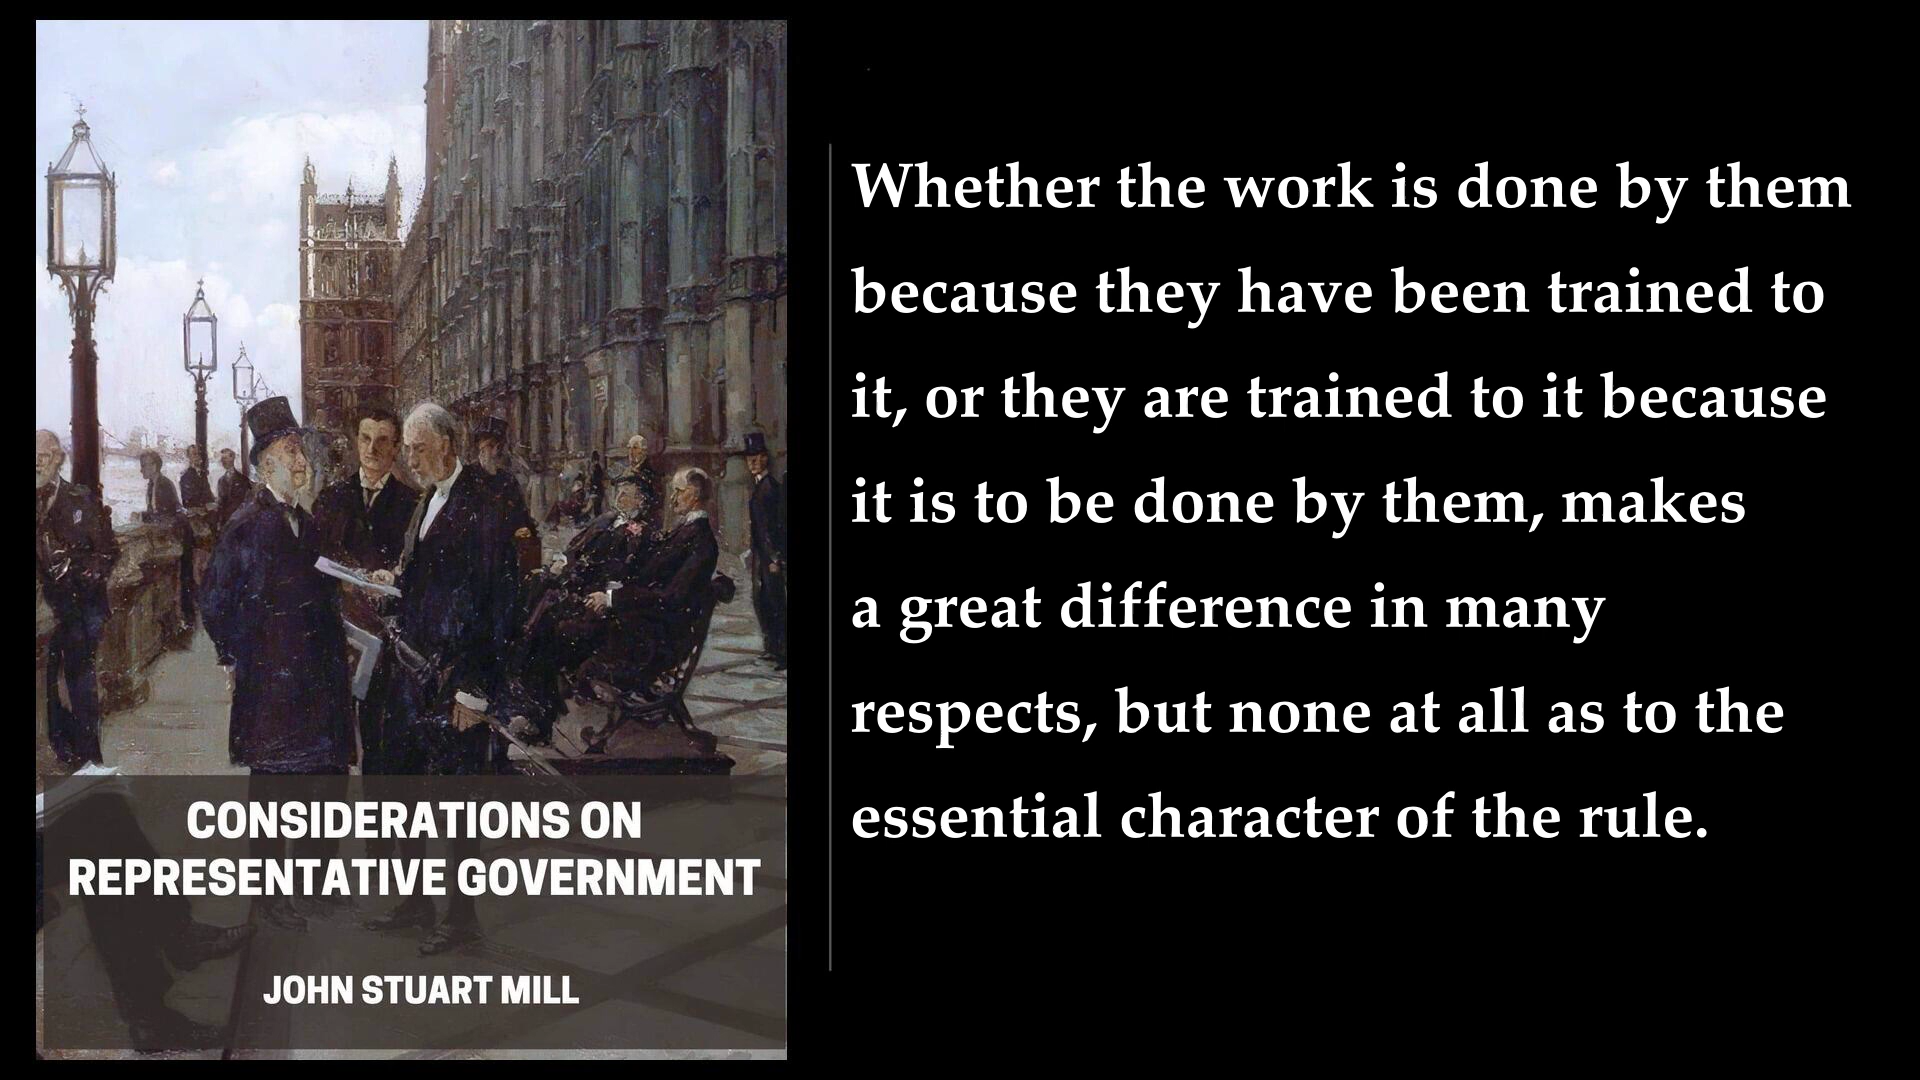 CONSIDERATIONS ON
REPRESENTATIVE GOVERNMENT
JOHN STUART MILL
Whether the work is done by them
because they have been trained to
it, or they are trained to it because
it is to be done by them, makes
a great difference in many
respects, but none at all as to the
essential character of the rule.